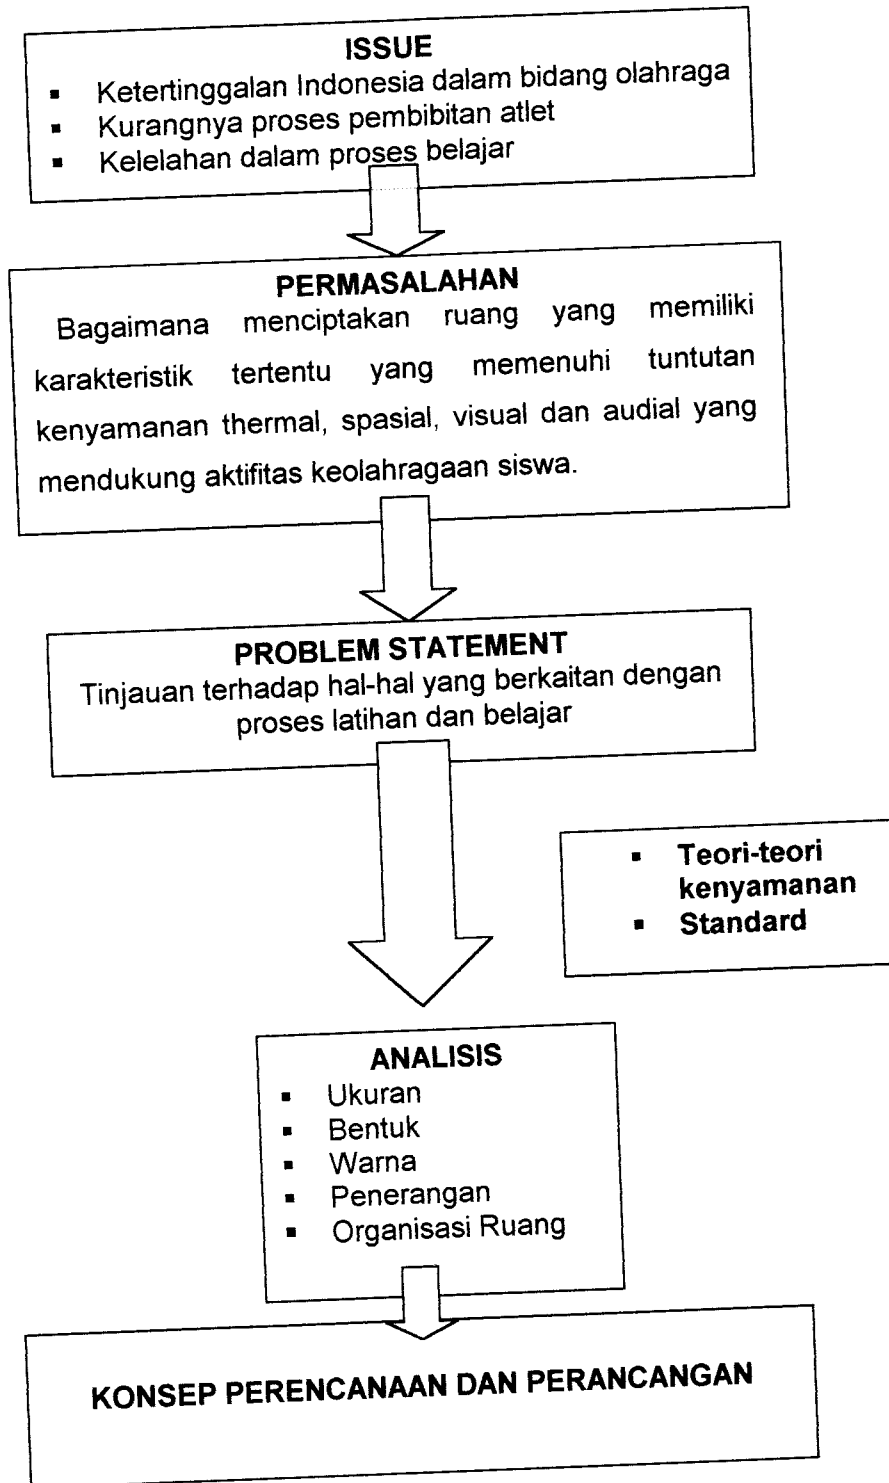 ISSUE
▪ Ketertinggalan Indonesia dalam bidang olahraga
▪ Kurangnya proses pembibitan atlet
▪ Kelelahan dalam proses belajar
PERMASALAHAN
Bagaimana menciptakan ruang yang memiliki
karakteristik tertentu yang memenuhi tuntutan
kenyamanan thermal, spasial, visual dan audial yang
mendukung aktifitas keolahragaan siswa.
PROBLEM STATEMENT
Tinjauan terhadap hal-hal yang berkaitan dengan
proses latihan dan belajar
▪ Teori-teori
kenyamanan
▪ Standard
ANALISIS
▪ Ukuran
▪ Bentuk
▪ Warna
▪ Penerangan
▪ Organisasi Ruang
KONSEP PERENCANAAN DAN PERANCANGAN